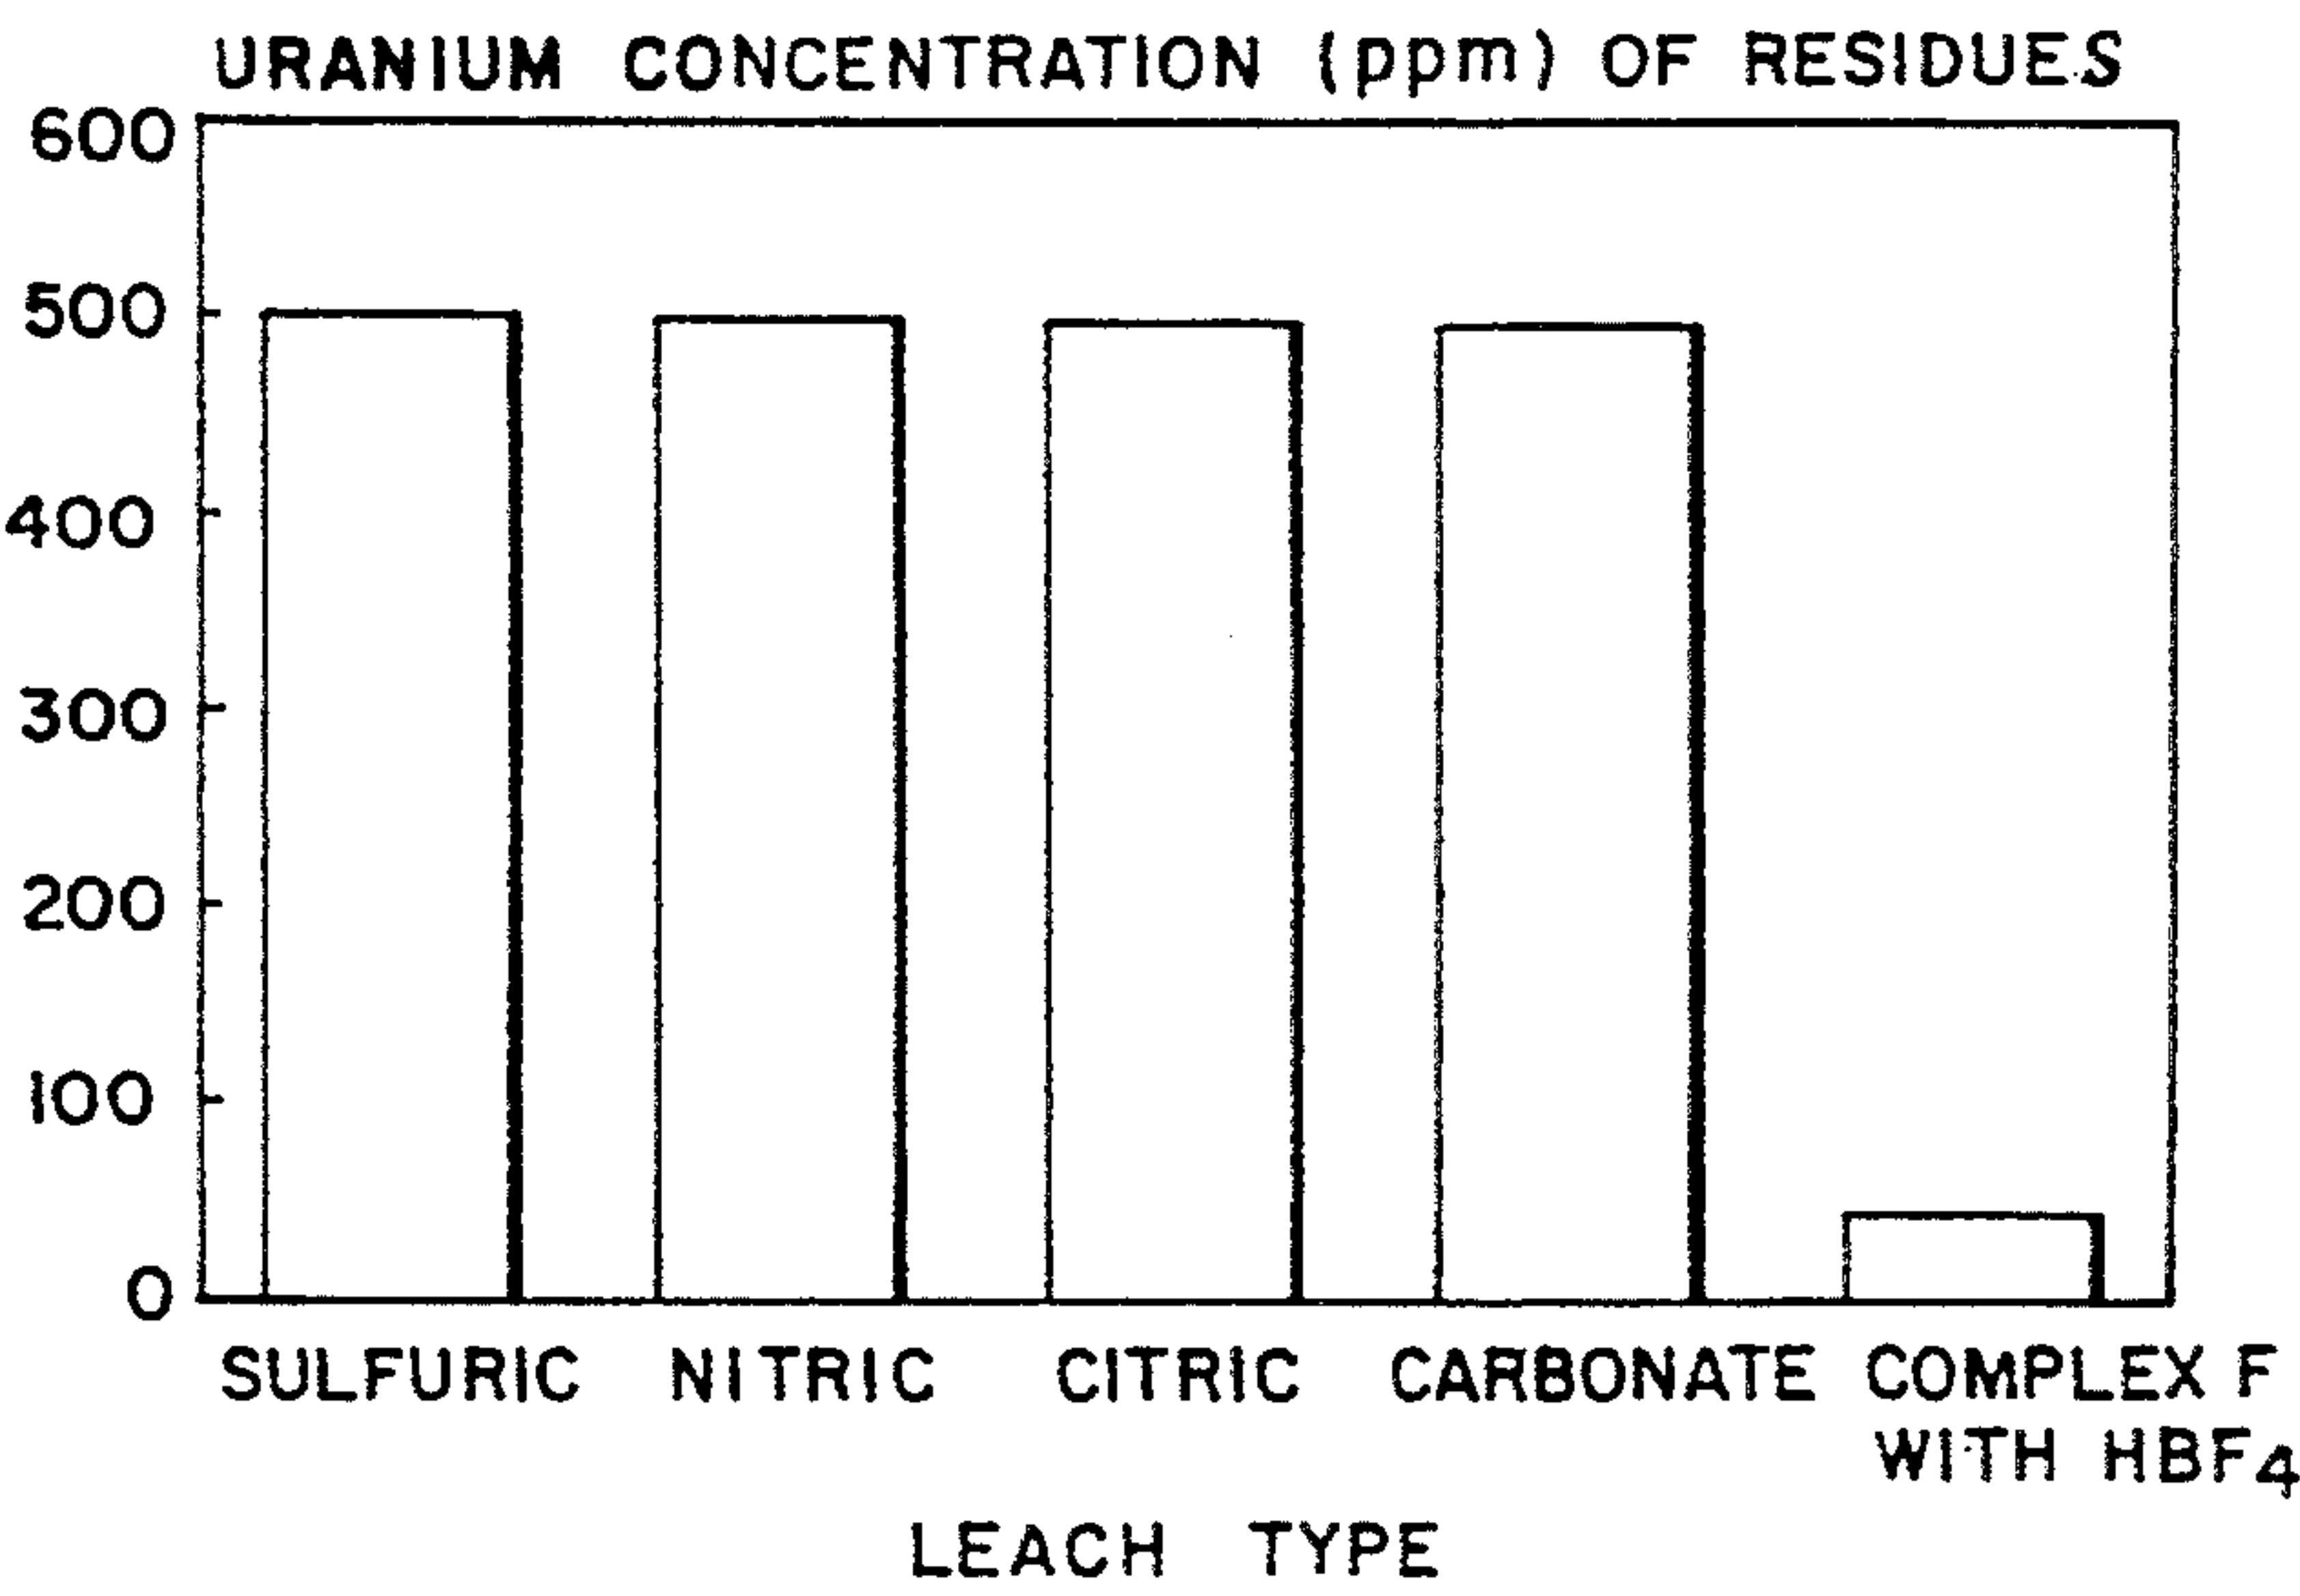 URANIUM CONCENTRATION (ppm) OF RESIDUES
600
500
400
300
200
100
0
SULFURIC NITRIC CITRIC CARBONATE COMPLEX F
WITH HBF4
LEACH TYPE